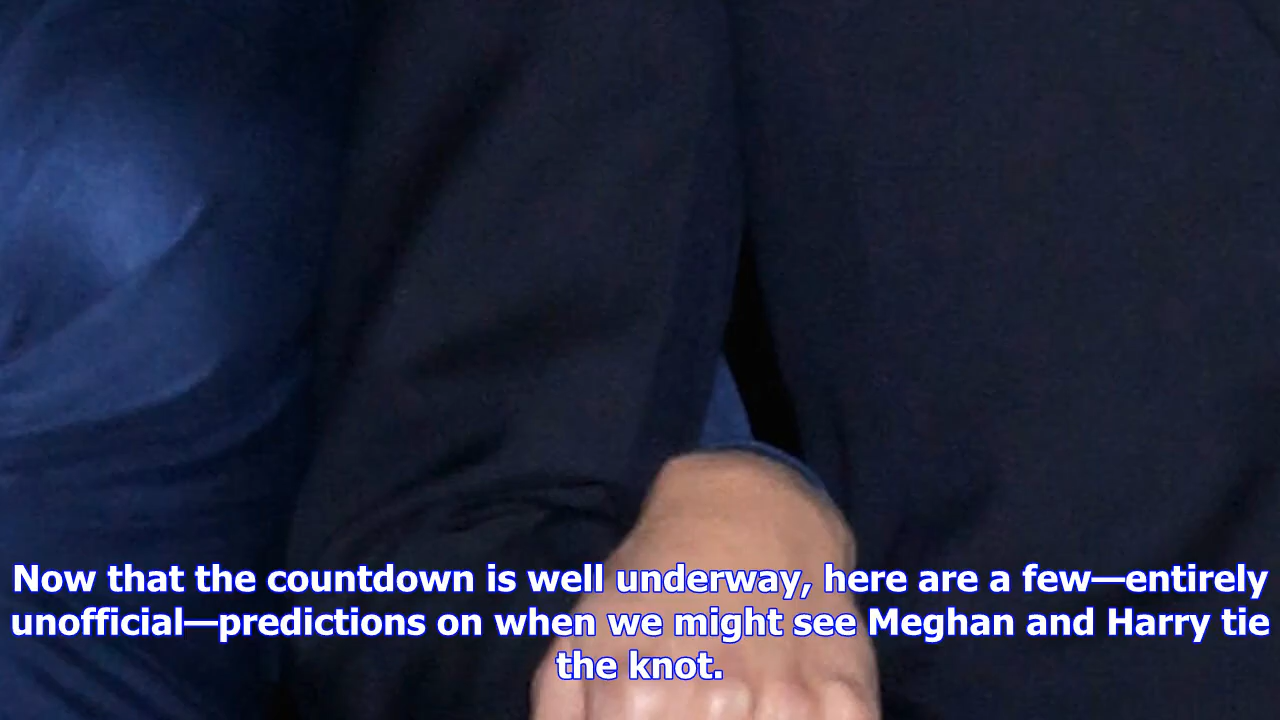 Now that the countdown is well underway, here are a few—entirely
unofficial—predictions on when we might see Meghan and Harry tie
the knot.